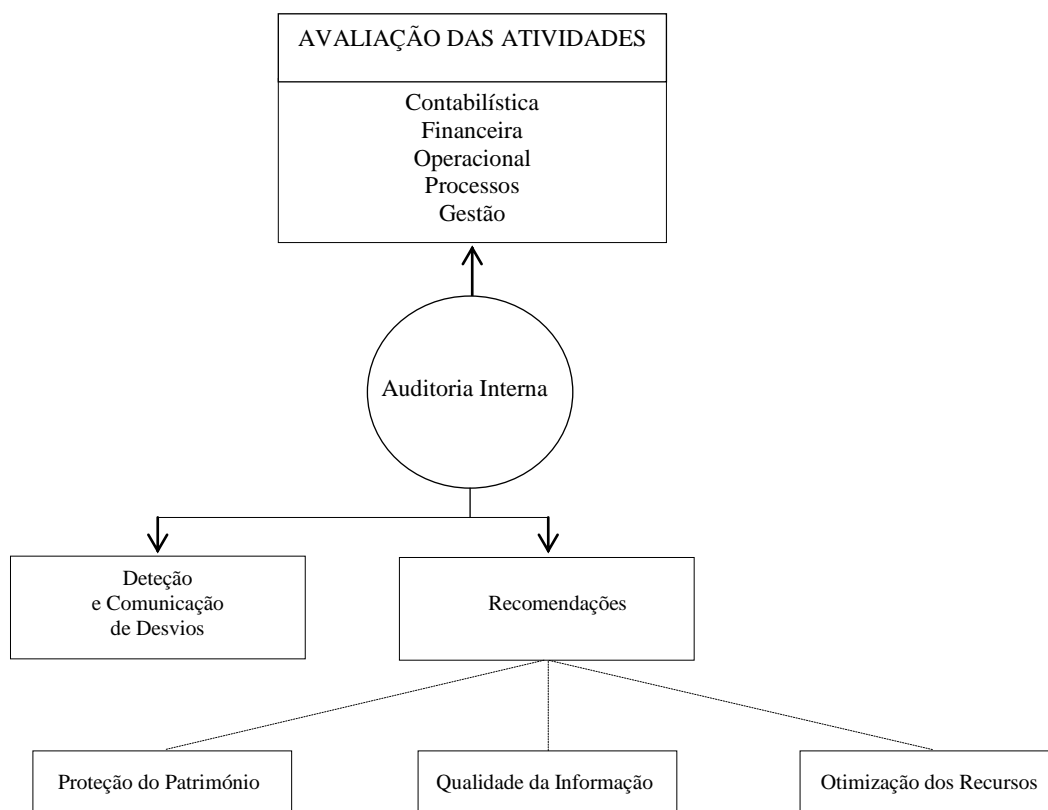 AVALIAÇÃO DAS ATIVIDADES
Contabilística
Financeira
Operacional
Processos
Gestão
Auditoria Interna
Deteção
e Comunicação
de Desvios
Recomendações
Proteção do Património
Qualidade da Informação
Otimização dos Recursos